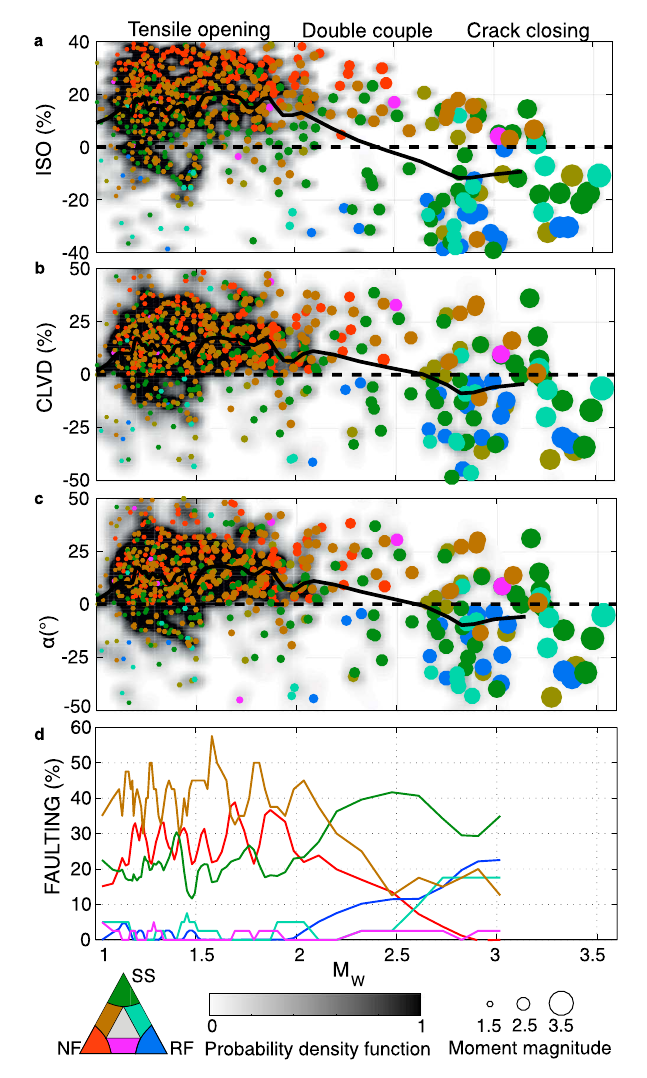 Tensile opening Double couple Crack closing
a
40
20
0
-20
-40
ISO (%)
b
50
25
0
-25
-50
CLVD (%)
c
50
25
0
-25
-50
α(°)
d
60
50
40
30
20
10
0
FAULTING (%)
1 1.5 2 2.5 3 3.5
MW
SS
NF RF
0 1
Probability density function
1.5 2.5 3.5
Moment magnitude